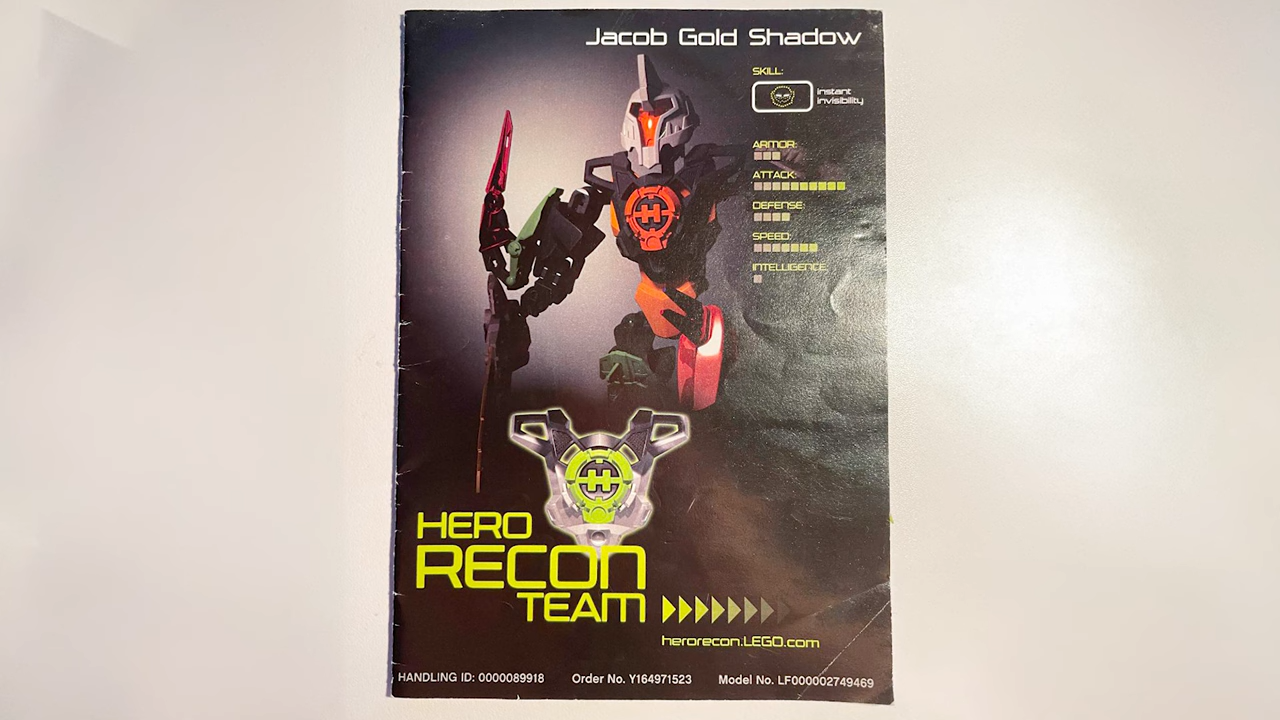 Jacob Gold Shadow
SKILL:
instant
invisibility
ARMOR:
ATTACK:
DEFENSE:
SPEED:
INTELLIGENCE:
H
H
HERO
RECON
TEAM
herorecon.LEGO.com
HANDLING ID: 0000089918 Order No. Y164971523 Model No. LF000002749469